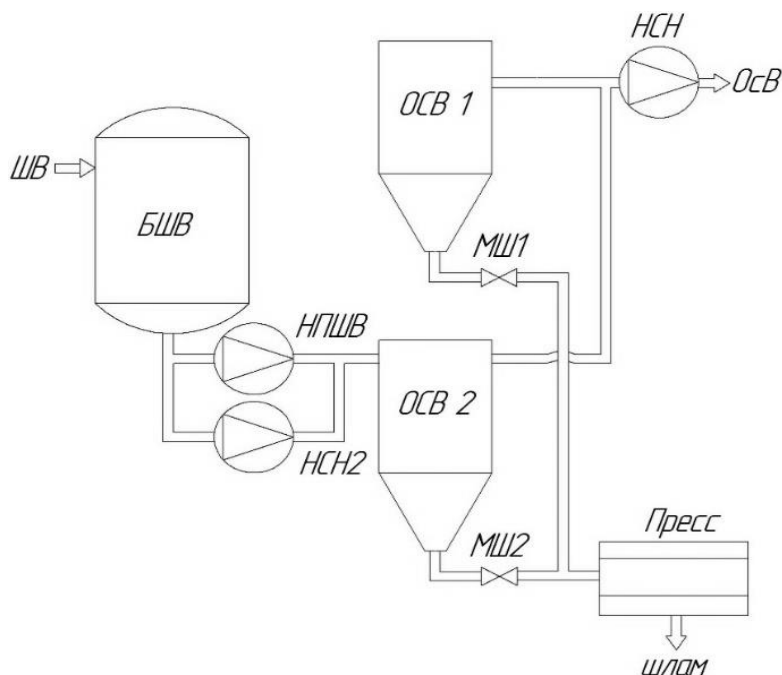 НСН
ОСВ 1
ОсВ
ШВ
БШВ
МШ1
НПШВ
ОСВ 2
НСН2
МШ2
Пресс
шлам